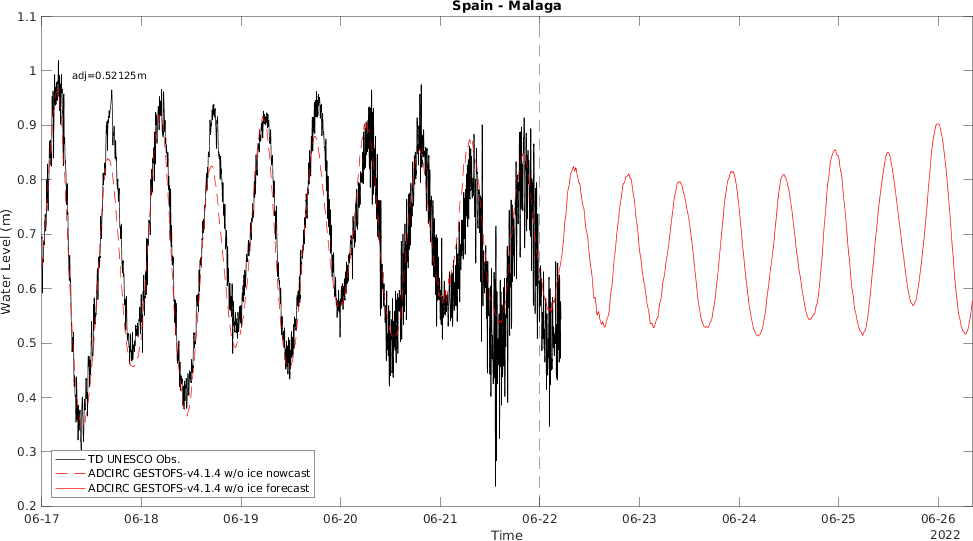 Spain - Malaga
adj=0.52125m
1.1
1
0.9
0.8
0.7
0.6
0.5
0.4
0.3
0.2
Water Level (m)
TD UNESCO Obs.
ADCIRC GESTOFS-v4.1.4 w/o ice nowcast
ADCIRC GESTOFS-v4.1.4 w/o ice forecast
06-17 06-18 06-19 06-20 06-21 06-22 06-23 06-24 06-25 06-26
2022
Time